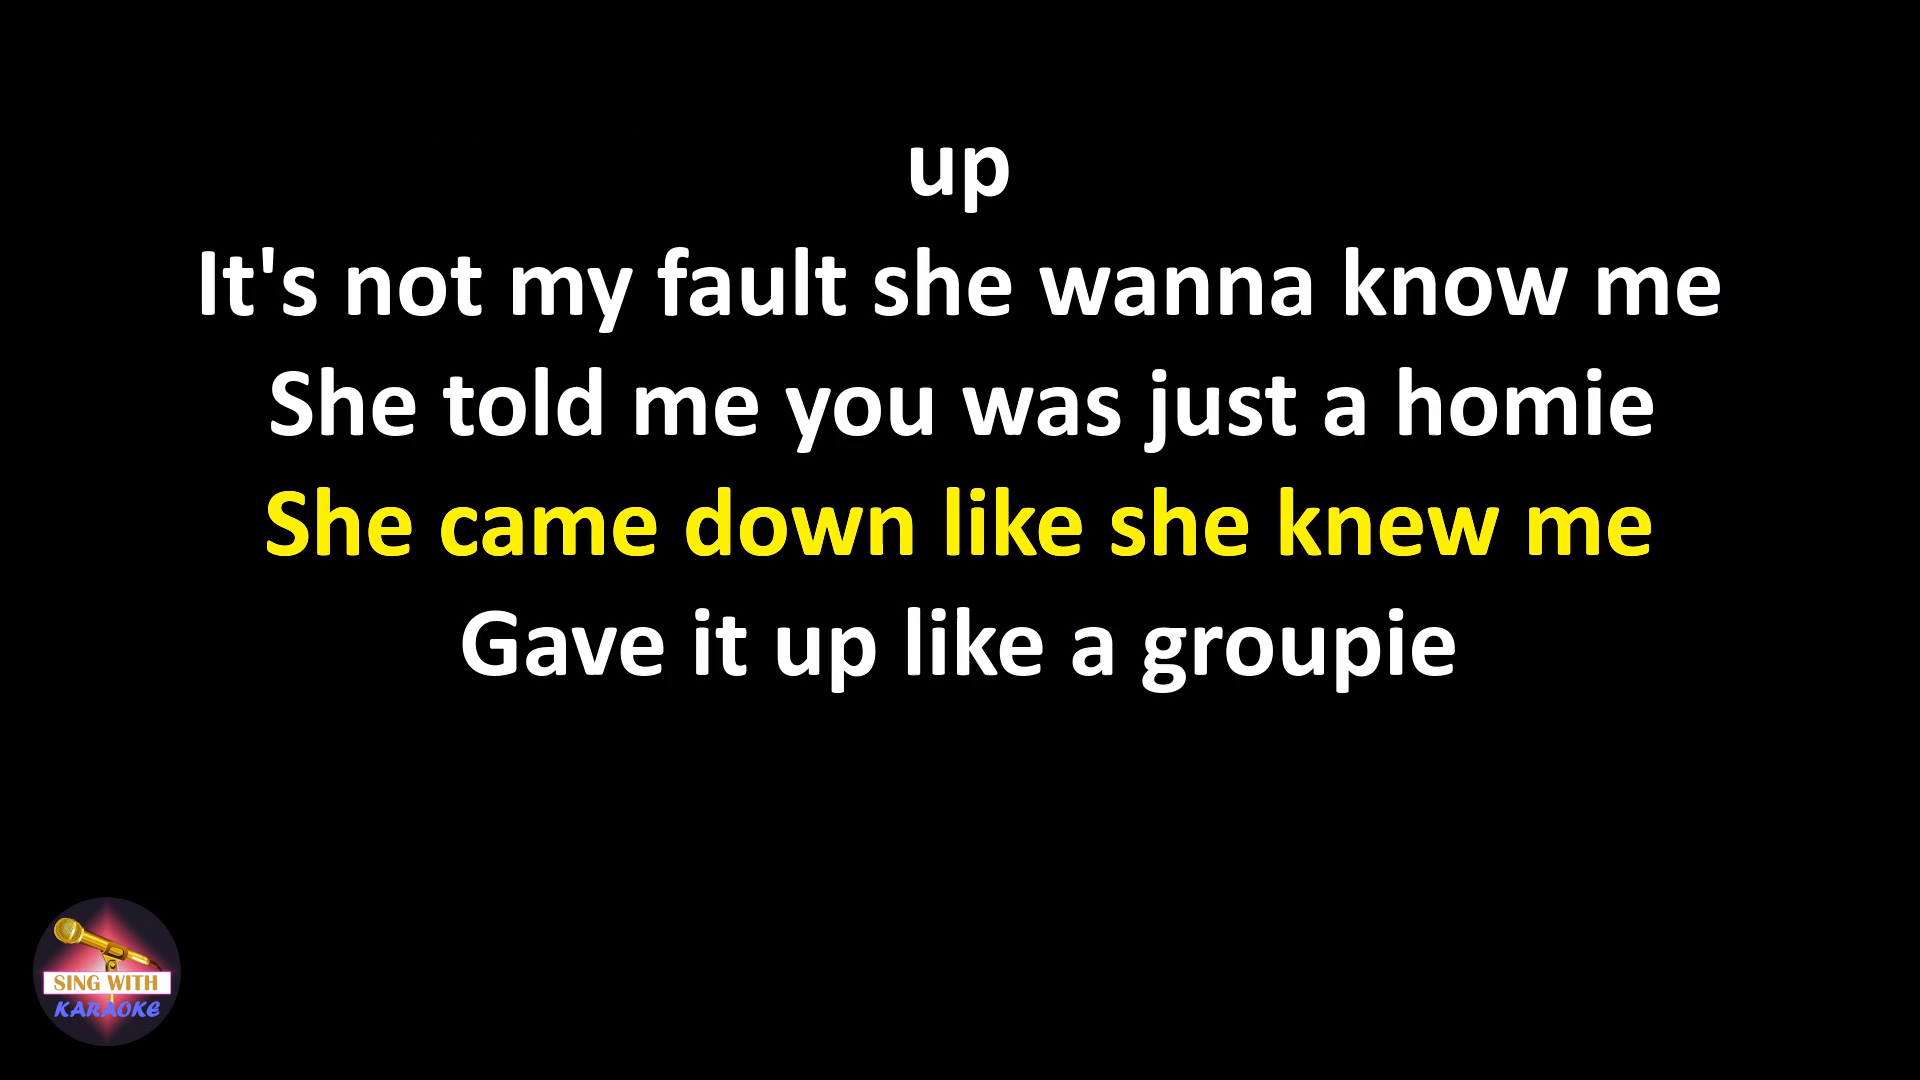 up
It's not my fault she wanna know me
She told me you was just a homie
She came down like she knew me
Gave it up like a groupie
SING WITH
KARAOKE